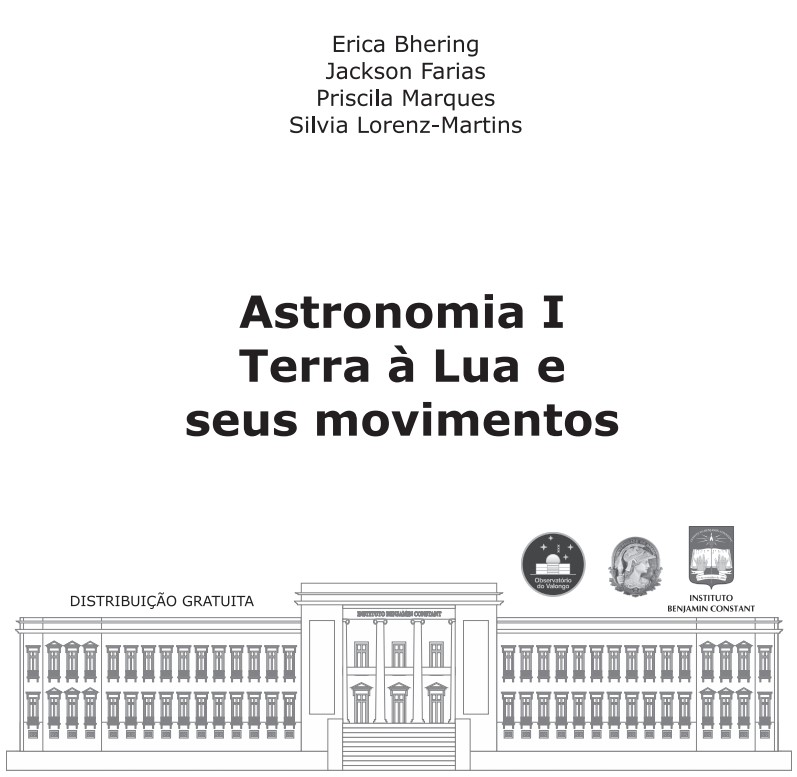 Erica Bhering
Jackson Farias
Priscila Marques
Silvia Lorenz-Martins
Astronomia I
Terra à Lua e
seus movimentos
Observatório
do Valongo
DISTRIBUIÇÃO GRATUITA
INSTITUTO
BENJAMIN CONSTANT
INSTITUTO BENJAMIN CONSTANT